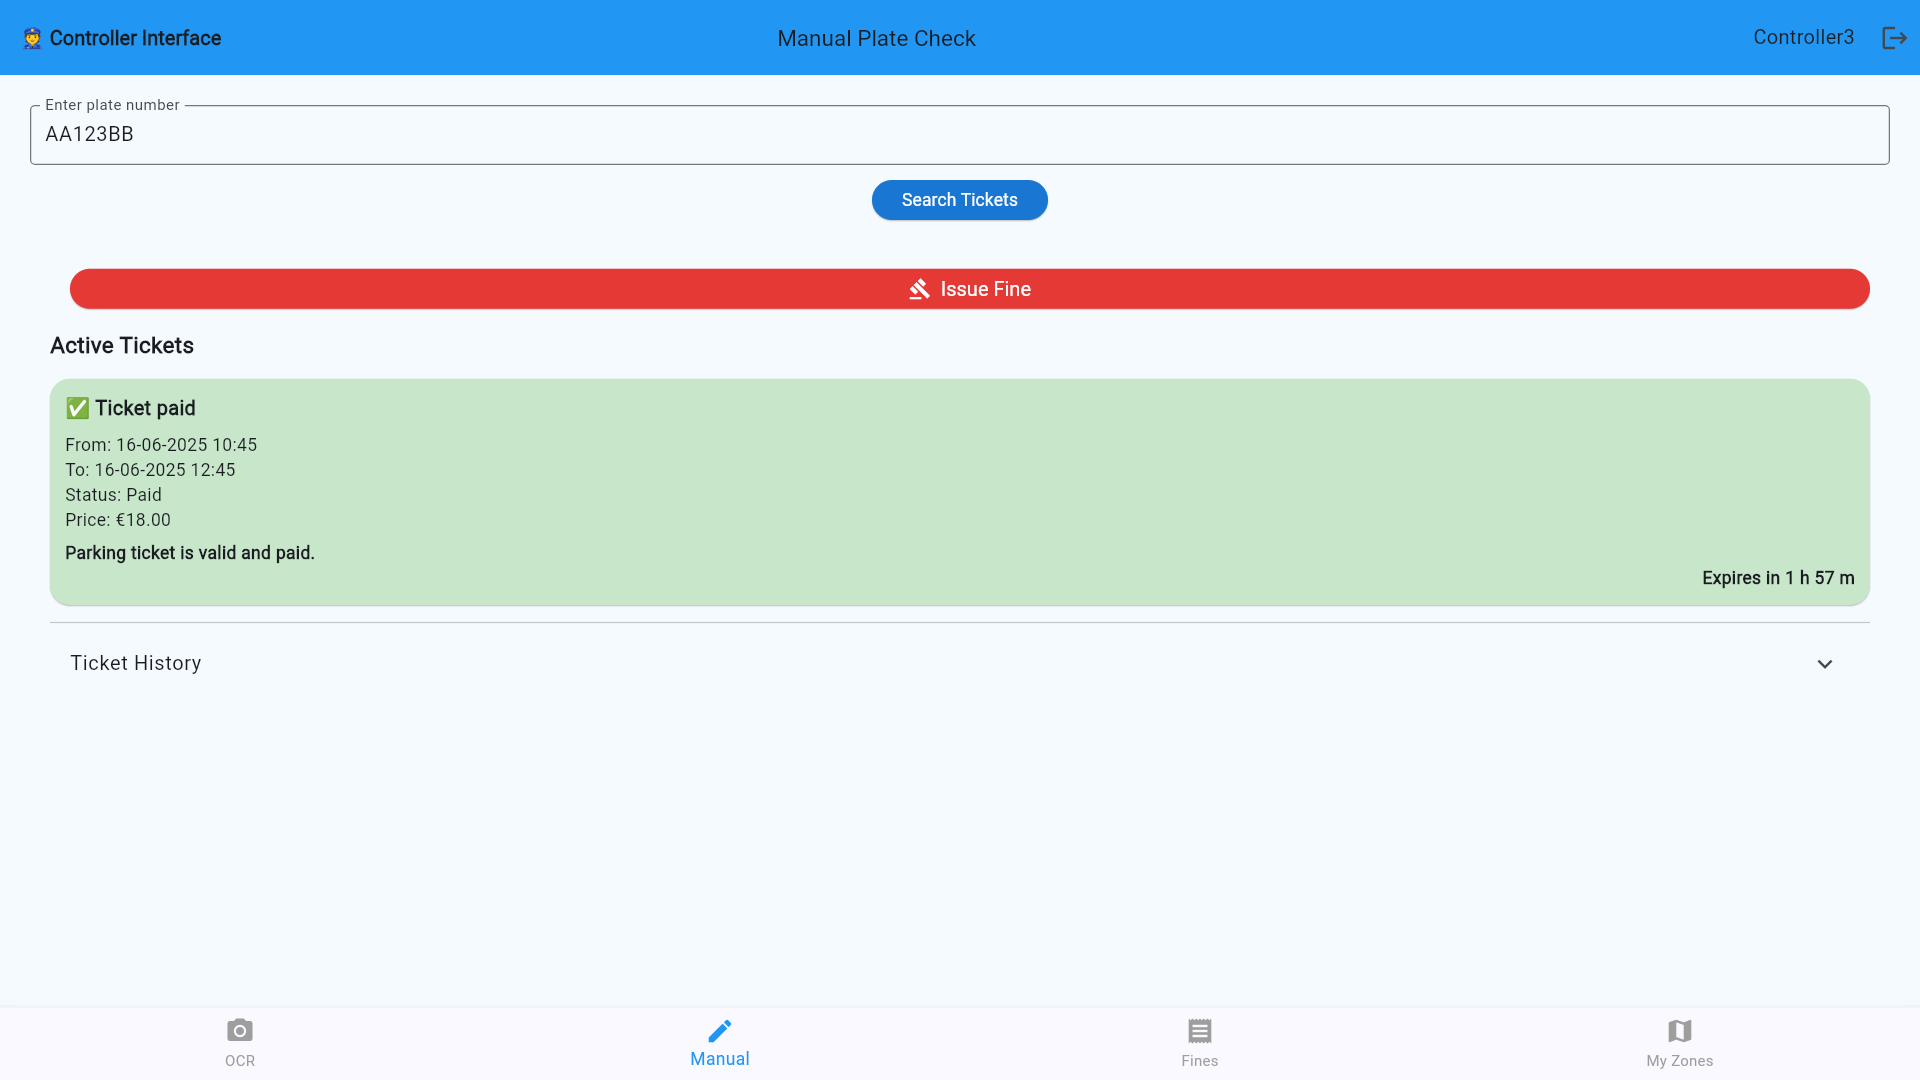 👮 Controller Interface
Manual Plate Check
Controller3
Enter plate number
AA123BB
Search Tickets
Issue Fine
Active Tickets
✅ Ticket paid
From: 16-06-2025 10:45
To: 16-06-2025 12:45
Status: Paid
Price: €18.00
Parking ticket is valid and paid.
Expires in 1 h 57 m
Ticket History
OCR
Manual
Fines
My Zones